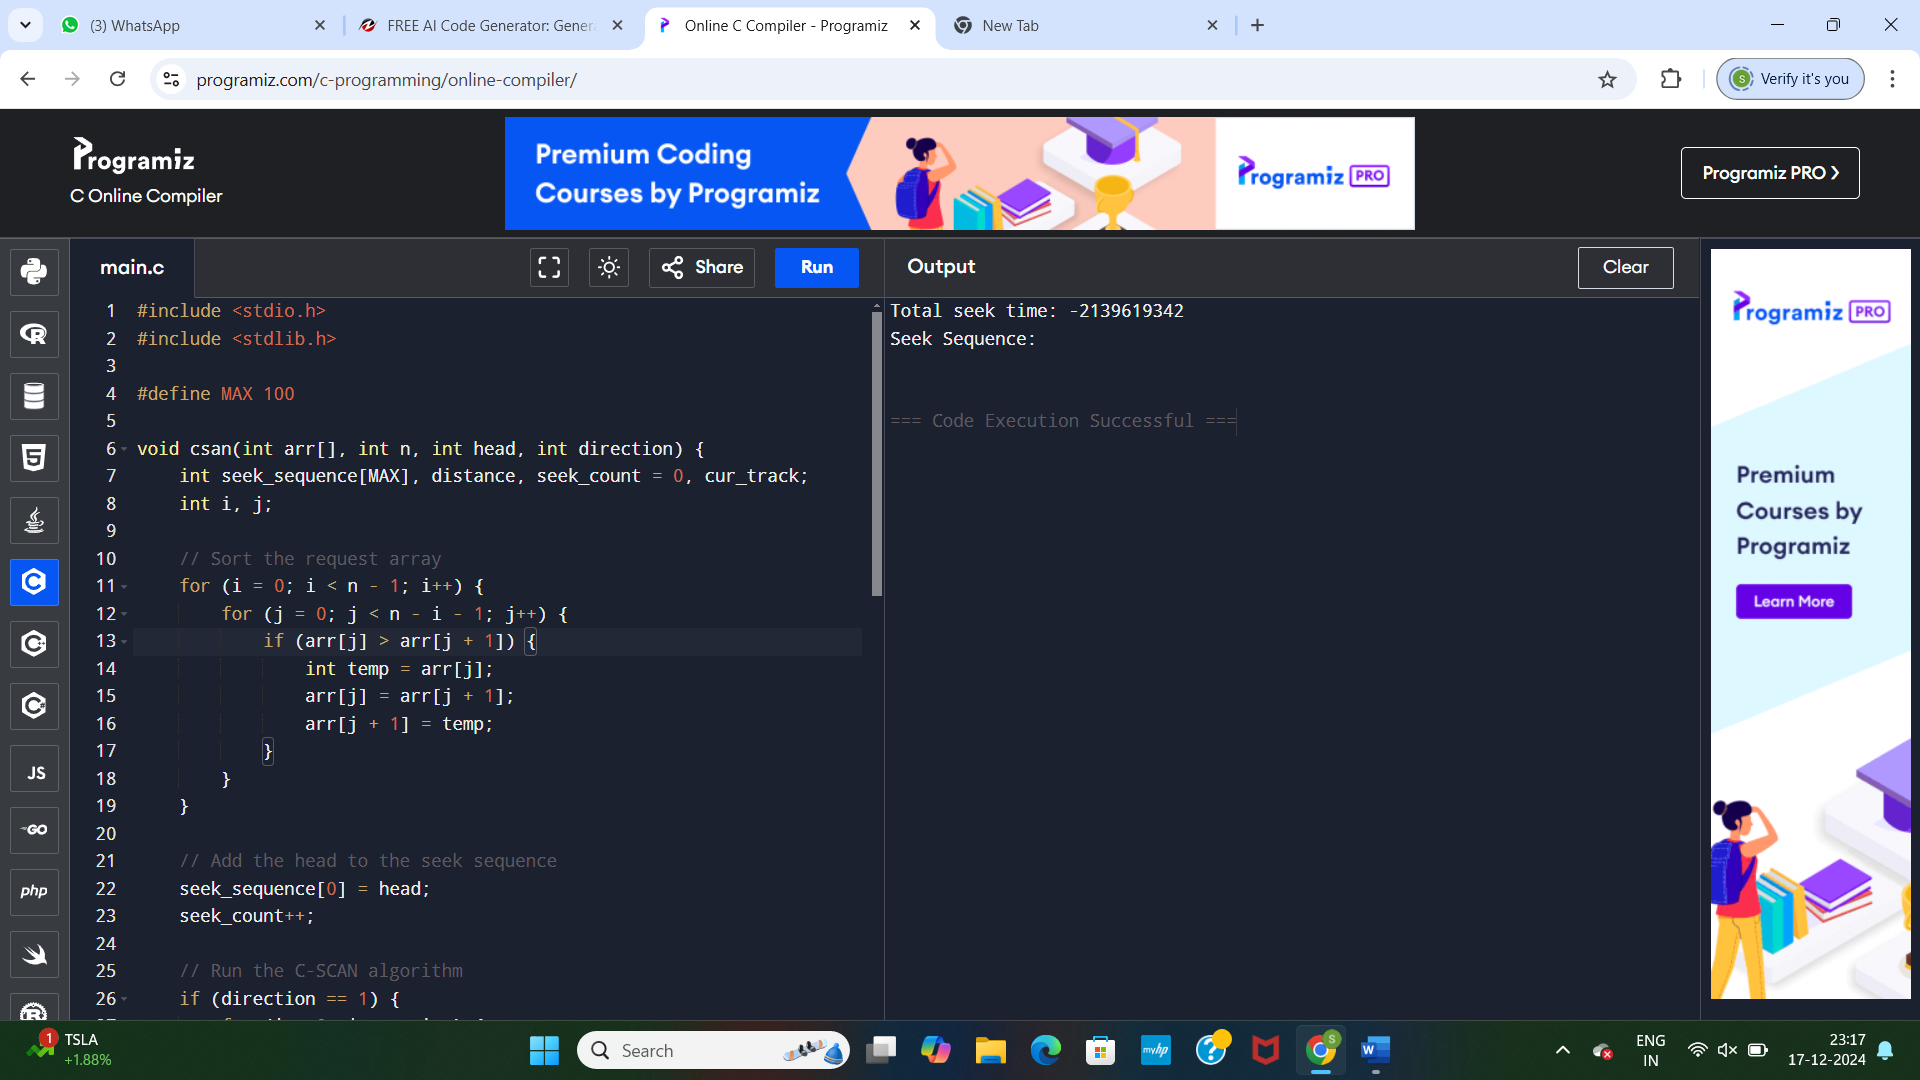 (3) WhatsApp
FREE AI Code Generator: Genera
Online C Compiler - Programiz
New Tab
programiz.com/c-programming/online-compiler/
Verify it's you
Programiz
C Online Compiler
Premium Coding
Courses by Programiz
Programiz PRO
Programiz PRO
main.c
Share
Run
Output
Clear
1 #include <stdio.h>
2 #include <stdlib.h>
3
4 #define MAX 100
5
6 void csan(int arr[], int n, int head, int direction) {
7 int seek_sequence[MAX], distance, seek_count = 0, cur_track;
8 int i, j;
9
10 // Sort the request array
11 for (i = 0; i < n - 1; i++) {
12 for (j = 0; j < n - i - 1; j++) {
13 if (arr[j] > arr[j + 1]) {
14 int temp = arr[j];
15 arr[j] = arr[j + 1];
16 arr[j + 1] = temp;
17 }
18 }
19 }
20
21 // Add the head to the seek sequence
22 seek_sequence[0] = head;
23 seek_count++;
24
25 // Run the C-SCAN algorithm
26 if (direction == 1) {
Total seek time: -2139619342
Seek Sequence:
=== Code Execution Successful ===
Programiz PRO
Premium
Courses by
Programiz
Learn More
R
5
JS
GO
php
1
TSLA
+1.88%
Search
myhp
S
W
ENG
IN
23:17
17-12-2024